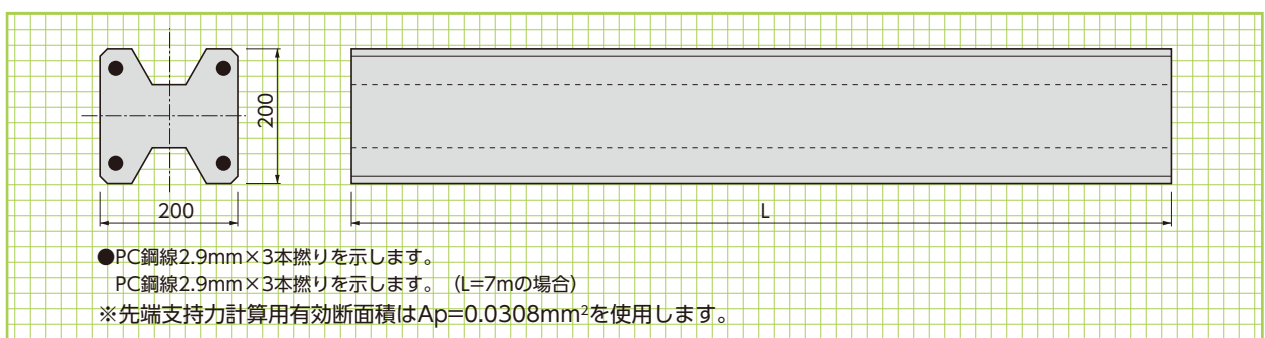 200
200
L
●PC鋼線2.9mm×3本撚りを示します。
PC鋼線2.9mm×3本撚りを示します。(L=7mの場合)
※先端支持力計算用有効断面積はAp=0.0308mm²を使用します。